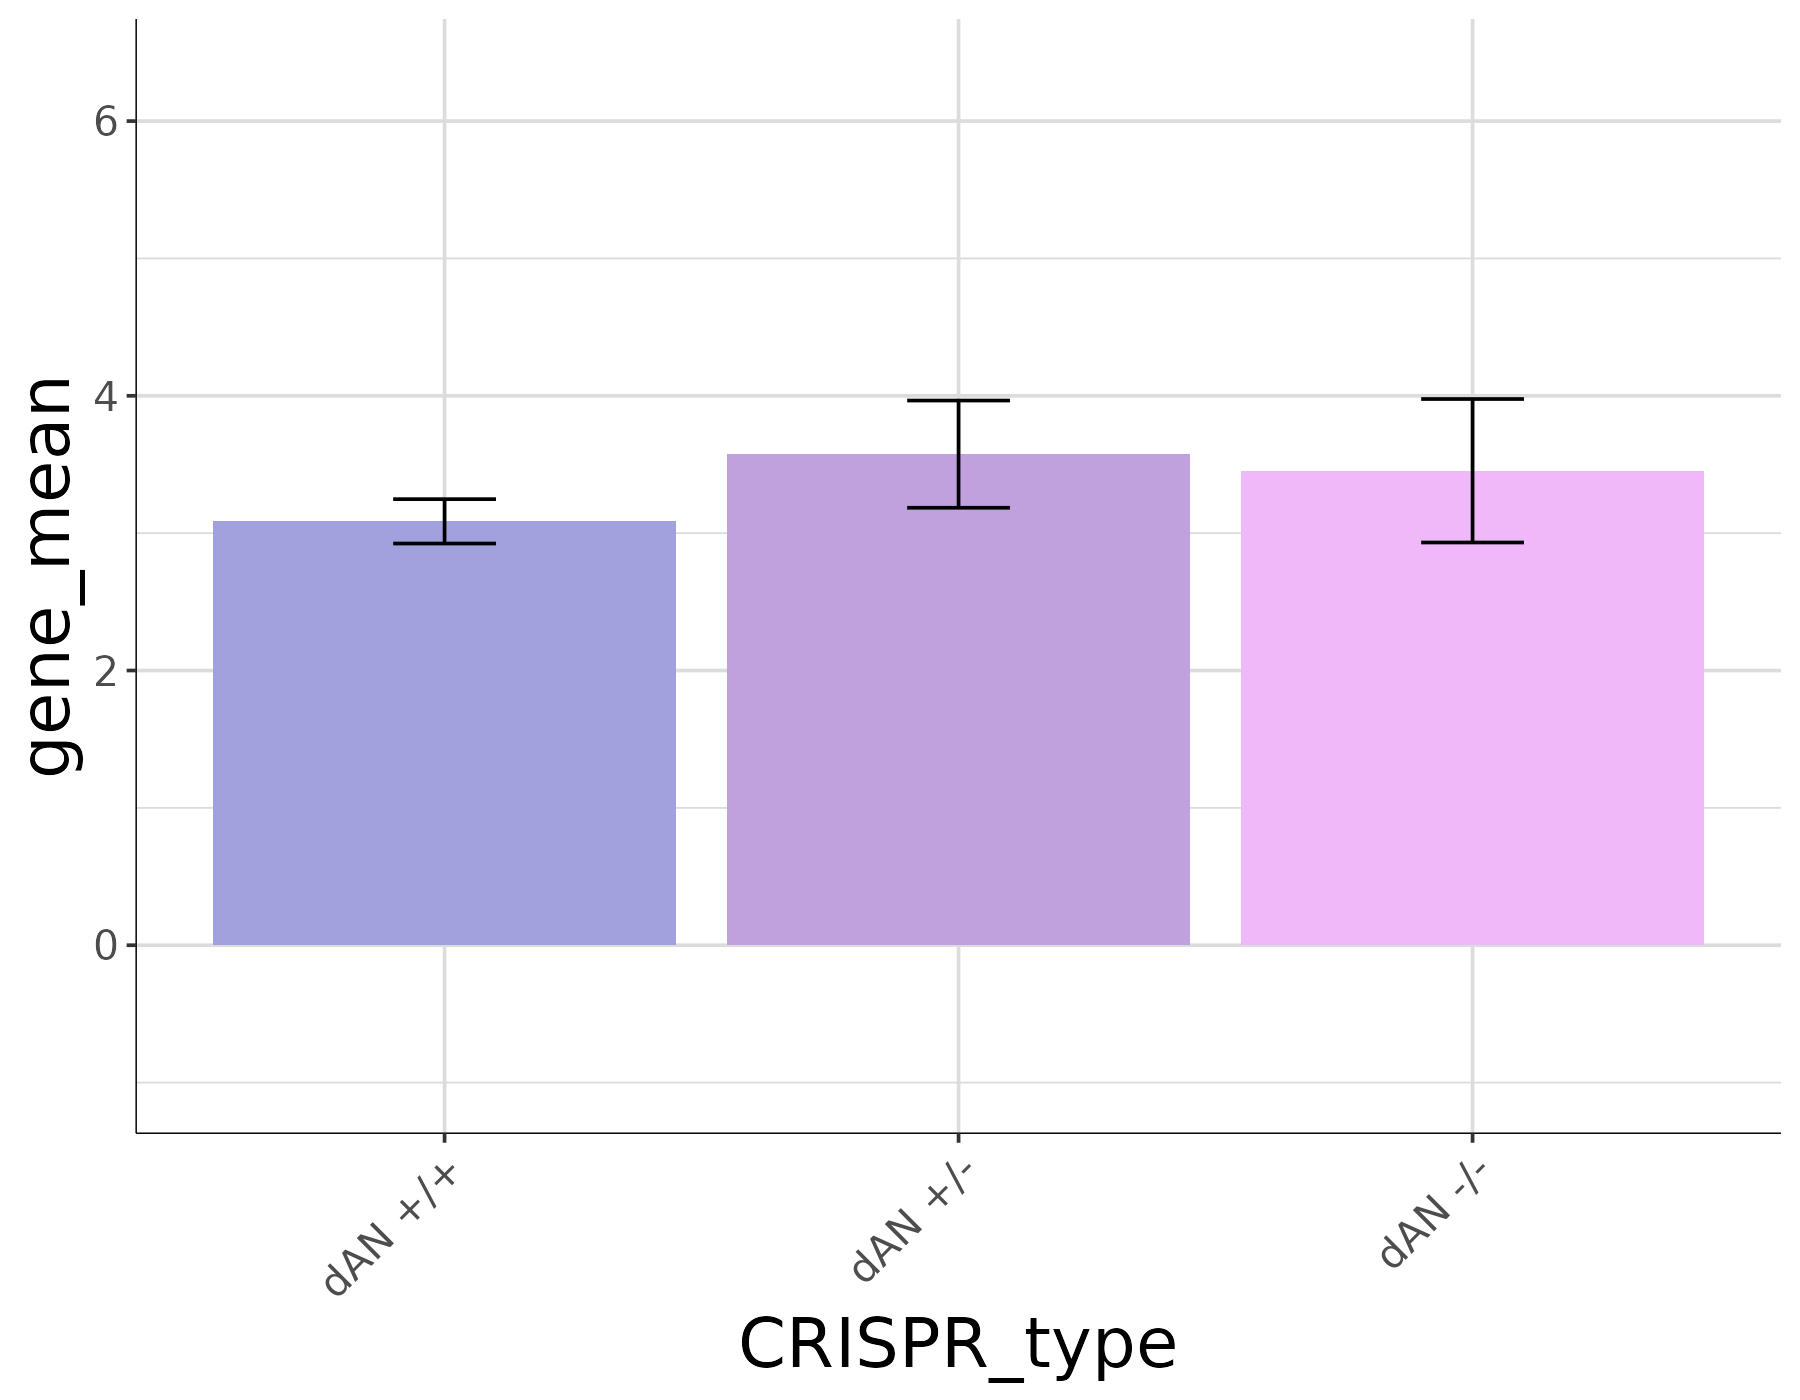 gene_mean
6
4
2
0
dAN +/+
dAN +/-
dAN -/-
CRISPR_type